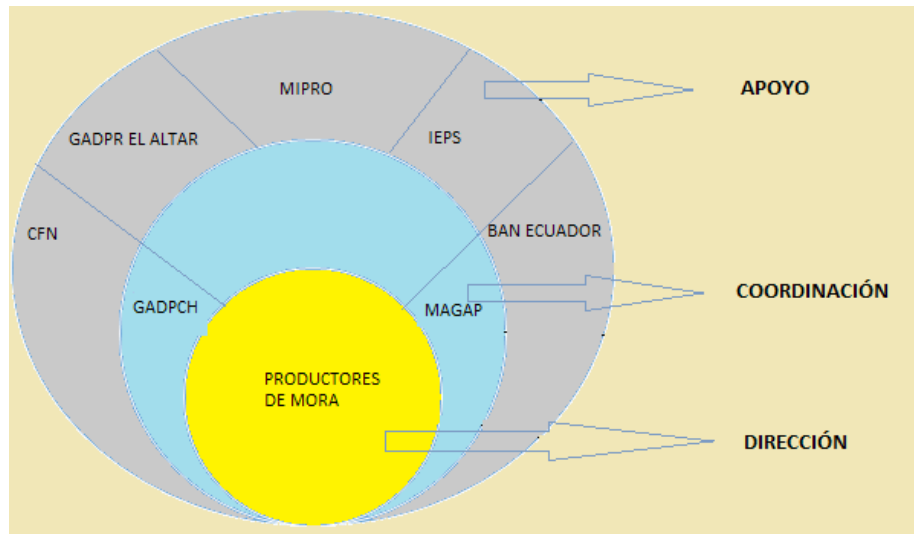 MIPRO
APOYO
GADPR EL ALTAR
IEPS
CFN
BAN ECUADOR
COORDINACIÓN
GADPCH
MAGAP
PRODUCTORES
DE MORA
DIRECCIÓN